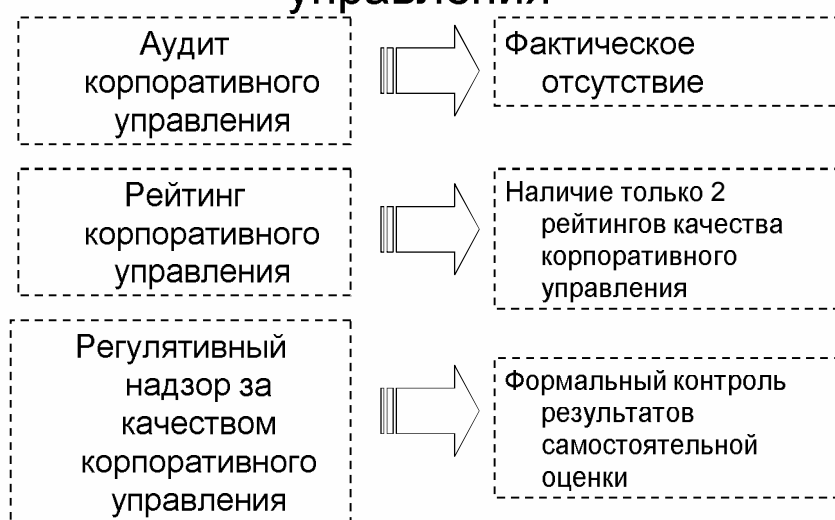 управления
Аудит
корпоративного
управления
Фактическое
отсутствие
Рейтинг
корпоративного
управления
Наличие только 2
рейтингов качества
корпоративного
управления
Регулятивный
надзор за
качеством
корпоративного
управления
Формальный контроль
результатов
самостоятельной
оценки